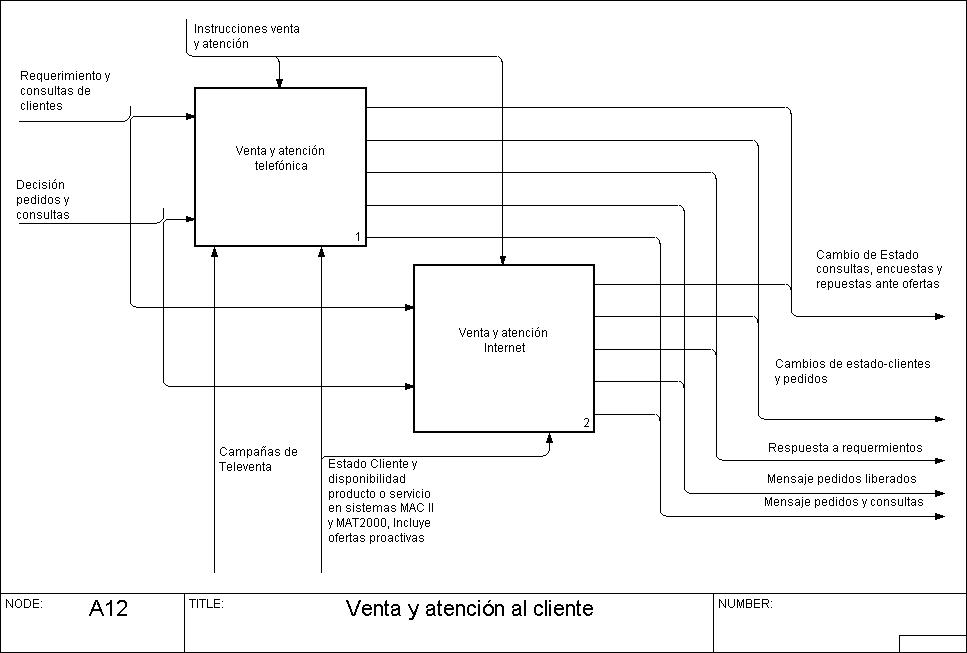 Instrucciones venta
y atención
Requerimiento y
consultas de
clientes
Venta y atención
telefónica
1
Decisión
pedidos y
consultas
Cambio de Estado
consultas, encuestas y
repuestas ante ofertas
Venta y atención
Internet
2
Cambios de estado-clientes
y pedidos
Campañas de
Televenta
Estado Cliente y
disponibilidad
producto o servicio
en sistemas MAC II
y MAT2000, Incluye
ofertas proactivas
Respuesta a requermientos
Mensaje pedidos liberados
Mensaje pedidos y consultas
NODE:
A12
TITLE:
Venta y atención al cliente
NUMBER: